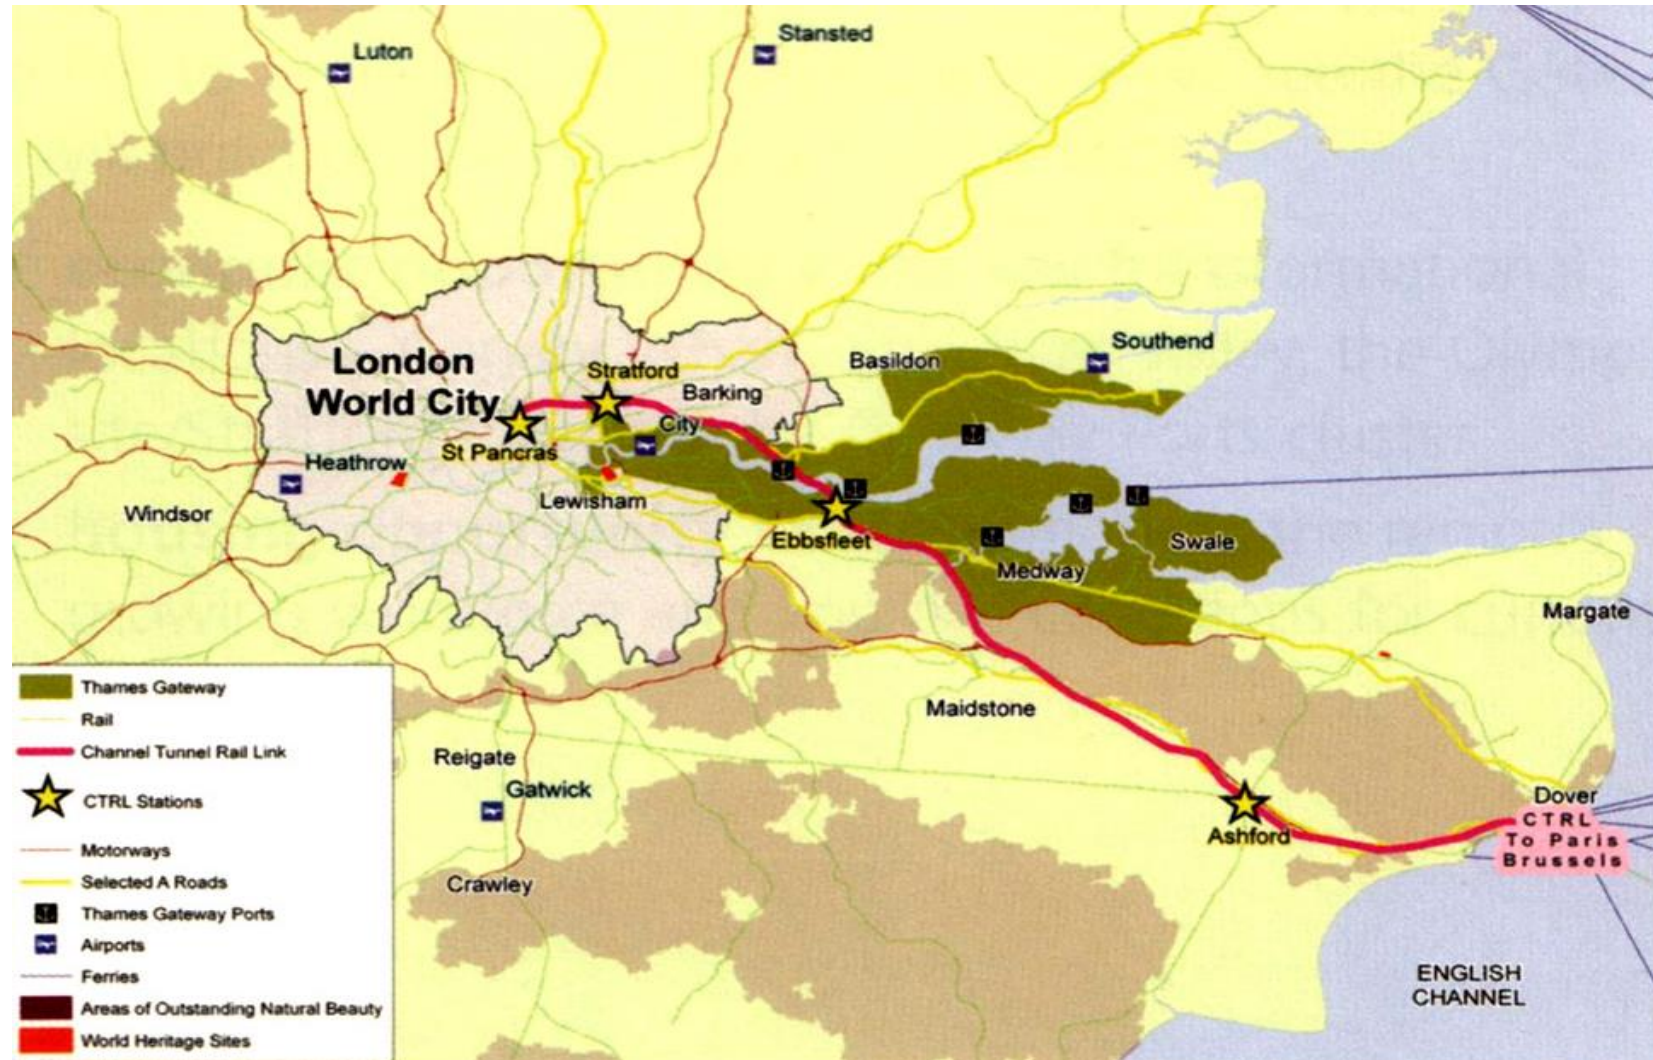 Luton
Stansted
London
World City
Stratford
Barking
City
St Pancras
Heathrow
Windsor
Lewisham
Basildon
Southend
Ebbsfleet
Medway
Swale
Margate
Maidstone
Reigate
Gatwick
Crawley
Ashford
Dover
CTRL
To Paris
Brussels
ENGLISH
CHANNEL
Thames Gateway
Rail
Channel Tunnel Rail Link
CTRL Stations
Motorways
Selected A Roads
Thames Gateway Ports
Airports
Ferries
Areas of Outstanding Natural Beauty
World Heritage Sites